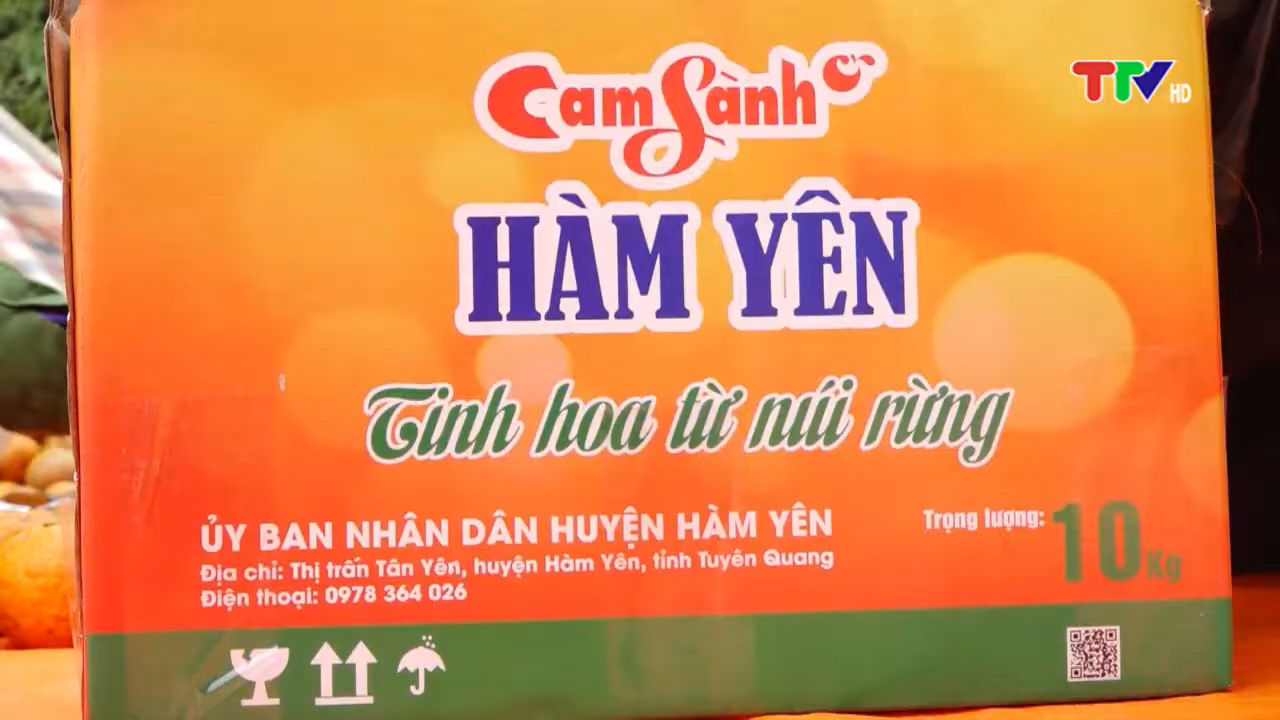 Cam Sành
TTV HD
HÀM YÊN
Tinh hoa từ núi rừng
ỦY BAN NHÂN DÂN HUYỆN HÀM YÊN
Địa chỉ: Thị trấn Tân Yên, huyện Hàm Yên, tỉnh Tuyên Quang
Điện thoại: 0978 364 026
Trọng lượng: 10 Kg